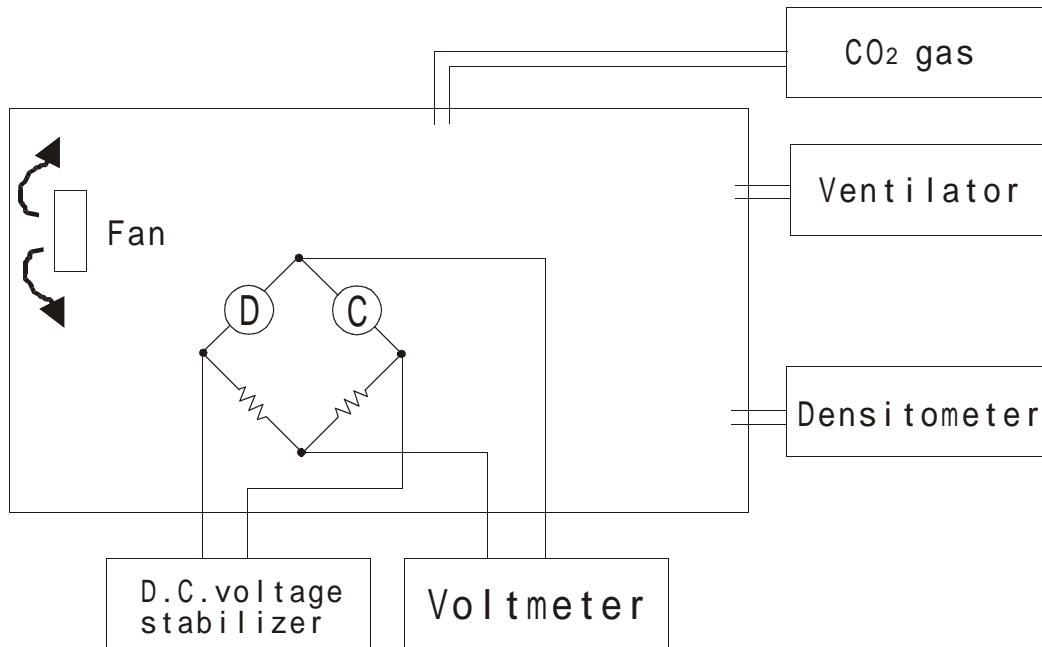 CO2 gas
Ventilator
Fan
D
C
Densitometer
D.C.voltage
stabilizer
Voltmeter